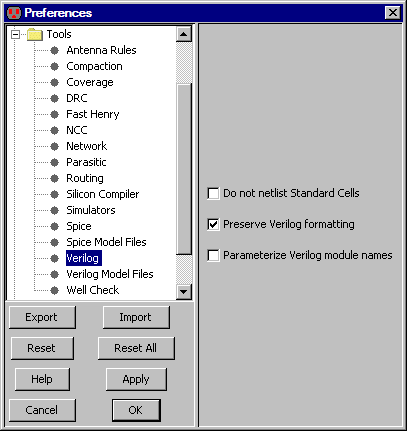 Preferences
Tools
Antenna Rules
Compaction
Coverage
DRC
Fast Henry
NCC
Network
Parasitic
Routing
Silicon Compiler
Simulators
Spice
Spice Model Files
Verilog
Verilog Model Files
Well Check
Export Import
Reset Reset All
Help Apply
Cancel OK
Do not netlist Standard Cells
Preserve Verilog formatting
Parameterize Verilog module names